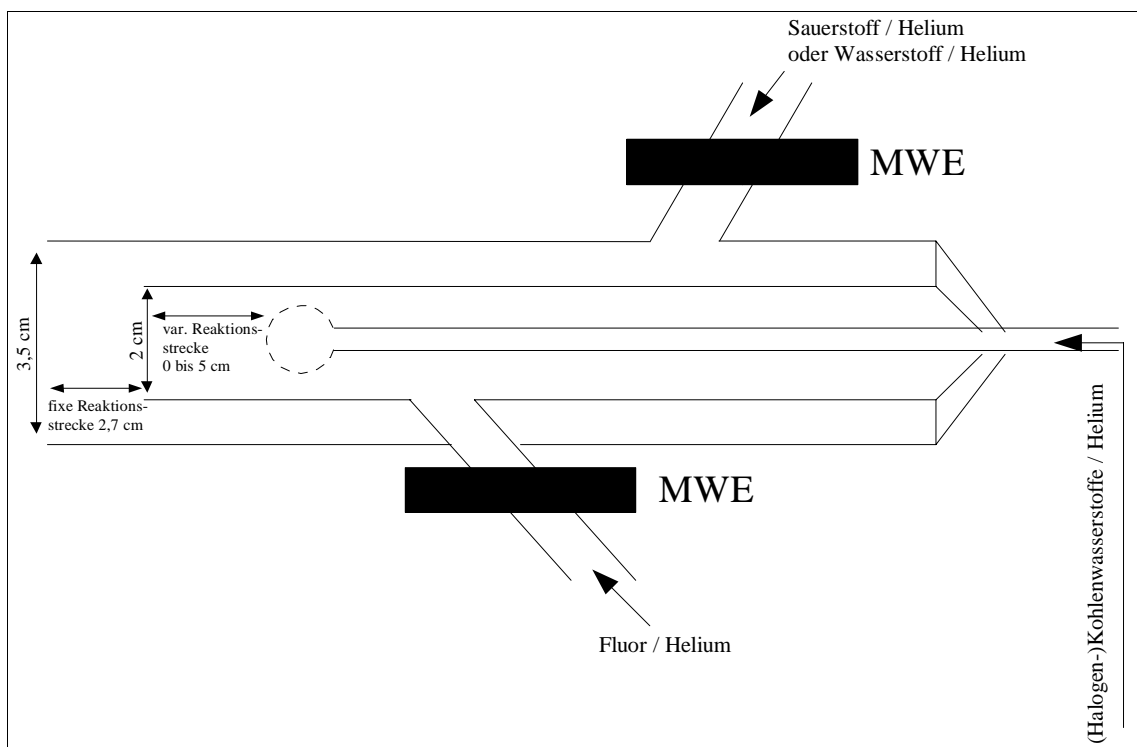 Sauerstoff / Helium
oder Wasserstoff / Helium
MWE
3,5 cm
2 cm
var. Reaktions-
strecke
0 bis 5 cm
fixe Reaktions-
strecke 2,7 cm
MWE
Fluor / Helium
(Halogen-)Kohlenwasserstoffe / Helium